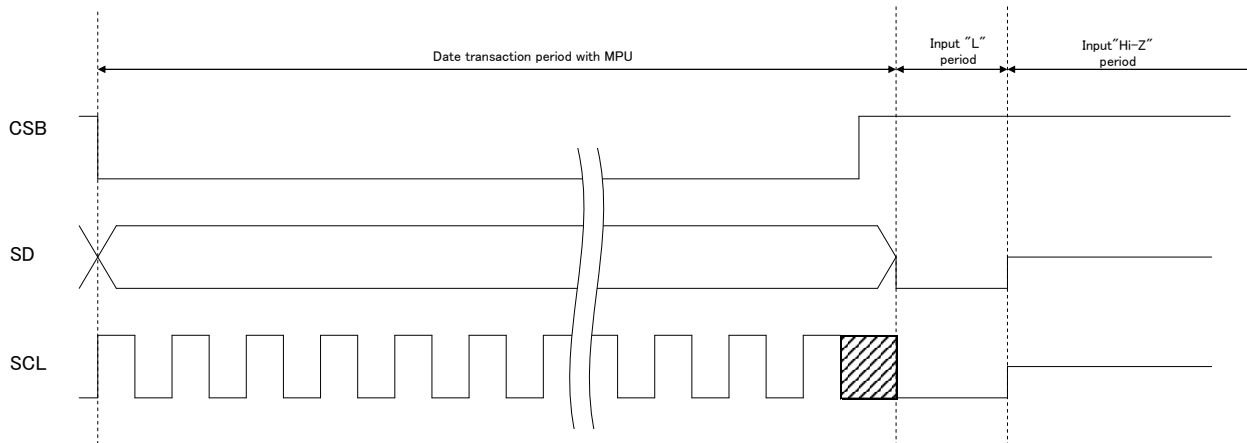 Date transaction period with MPU
Input "L"
period
Input"Hi-Z"
period
CSB
SD
SCL